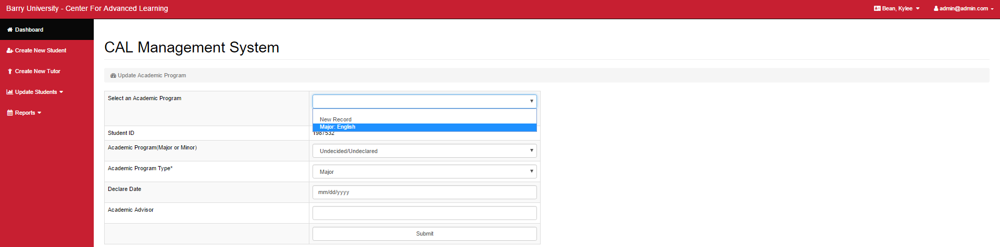 Barry University - Center For Advanced Learning
Bean, Kylee
admin@admin.com
Dashboard
Create New Student
Create New Tutor
Update Students
Reports
CAL Management System
Update Academic Program
Select an Academic Program
New Record
Major: English
Student ID
1987532
Academic Program(Major or Minor)
Undecided/Undeclared
Academic Program Type*
Major
Declare Date
mm/dd/yyyy
Academic Advisor
Submit